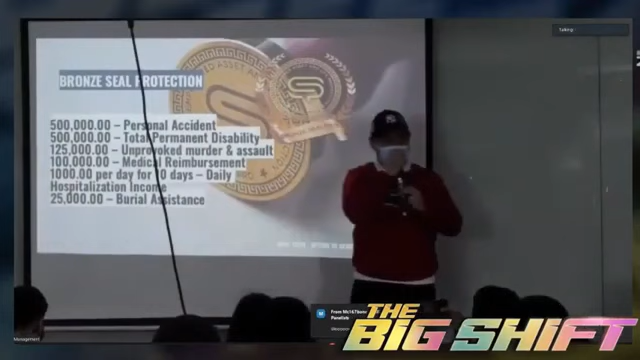 BRONZE SEAL PROTECTION
500,000.00 – Personal Accident
500,000.00 – Total Permanent Disability
125,000.00 – Unprovoked murder & assault
100,000.00 – Medical Reimbursement
1000.00 per day for 10 days – Daily
Hospitalization Income
25,000.00 – Burial Assistance
Talking:
Management
THE
BIG SHIFT